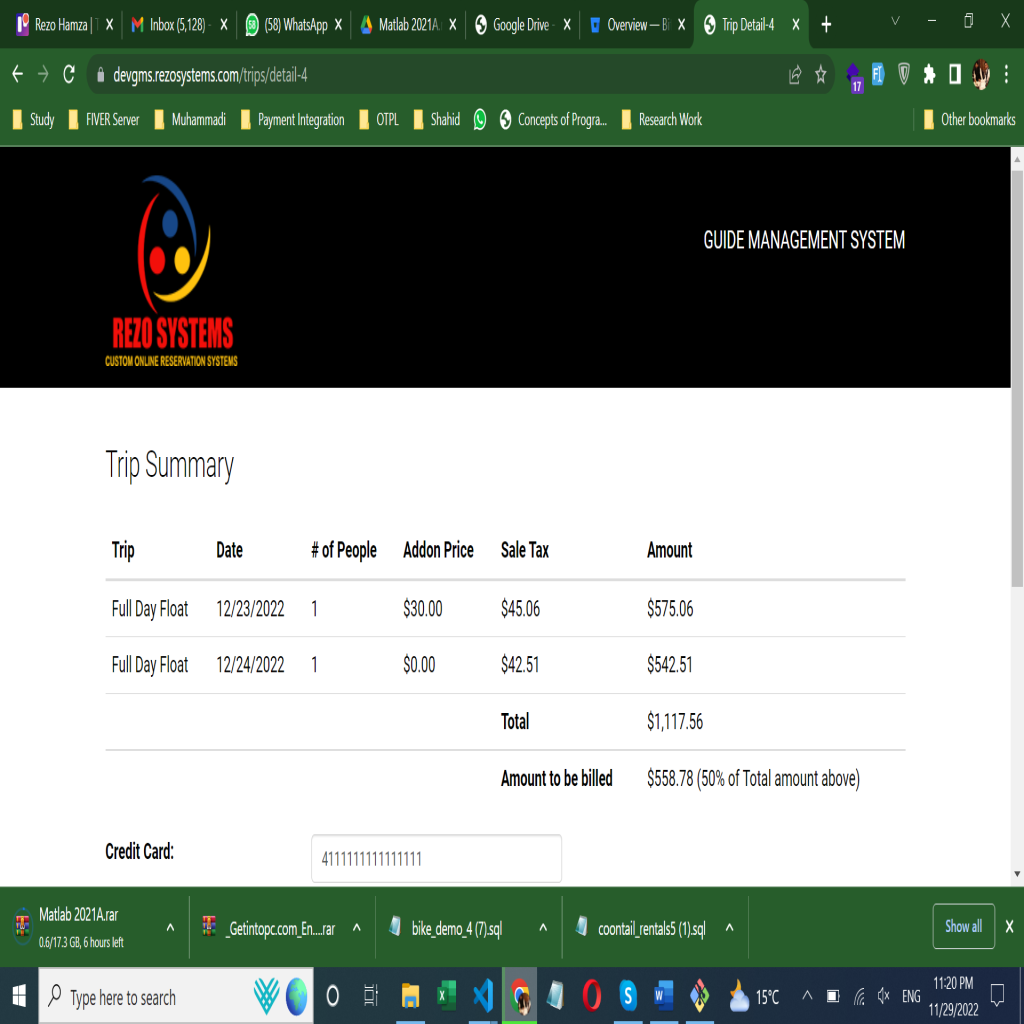 Rezo Hamza | T
Inbox (5,128) -
(58) WhatsApp
Matlab 2021A.
Google Drive -
Overview — Bi
Trip Detail-4
devgms.rezosystems.com/trips/detail-4
17
Study
FIVER Server
Muhammadi
Payment Integration
OTPL
Shahid
Concepts of Progra...
Research Work
Other bookmarks
REZO SYSTEMS
CUSTOM ONLINE RESERVATION SYSTEMS
GUIDE MANAGEMENT SYSTEM
Trip Summary
Trip Date # of People Addon Price Sale Tax Amount
Full Day Float 12/23/2022 1 $30.00 $45.06 $575.06
Full Day Float 12/24/2022 1 $0.00 $42.51 $542.51
Total $1,117.56
Amount to be billed $558.78 (50% of Total amount above)
Credit Card: 4111111111111111
Matlab 2021A.rar
0.6/17.3 GB, 6 hours left
_Getintopc.com_En....rar
bike_demo_4 (7).sql
coontail_rentals5 (1).sql
Show all
Type here to search
15°C
ENG
11:20 PM
11/29/2022